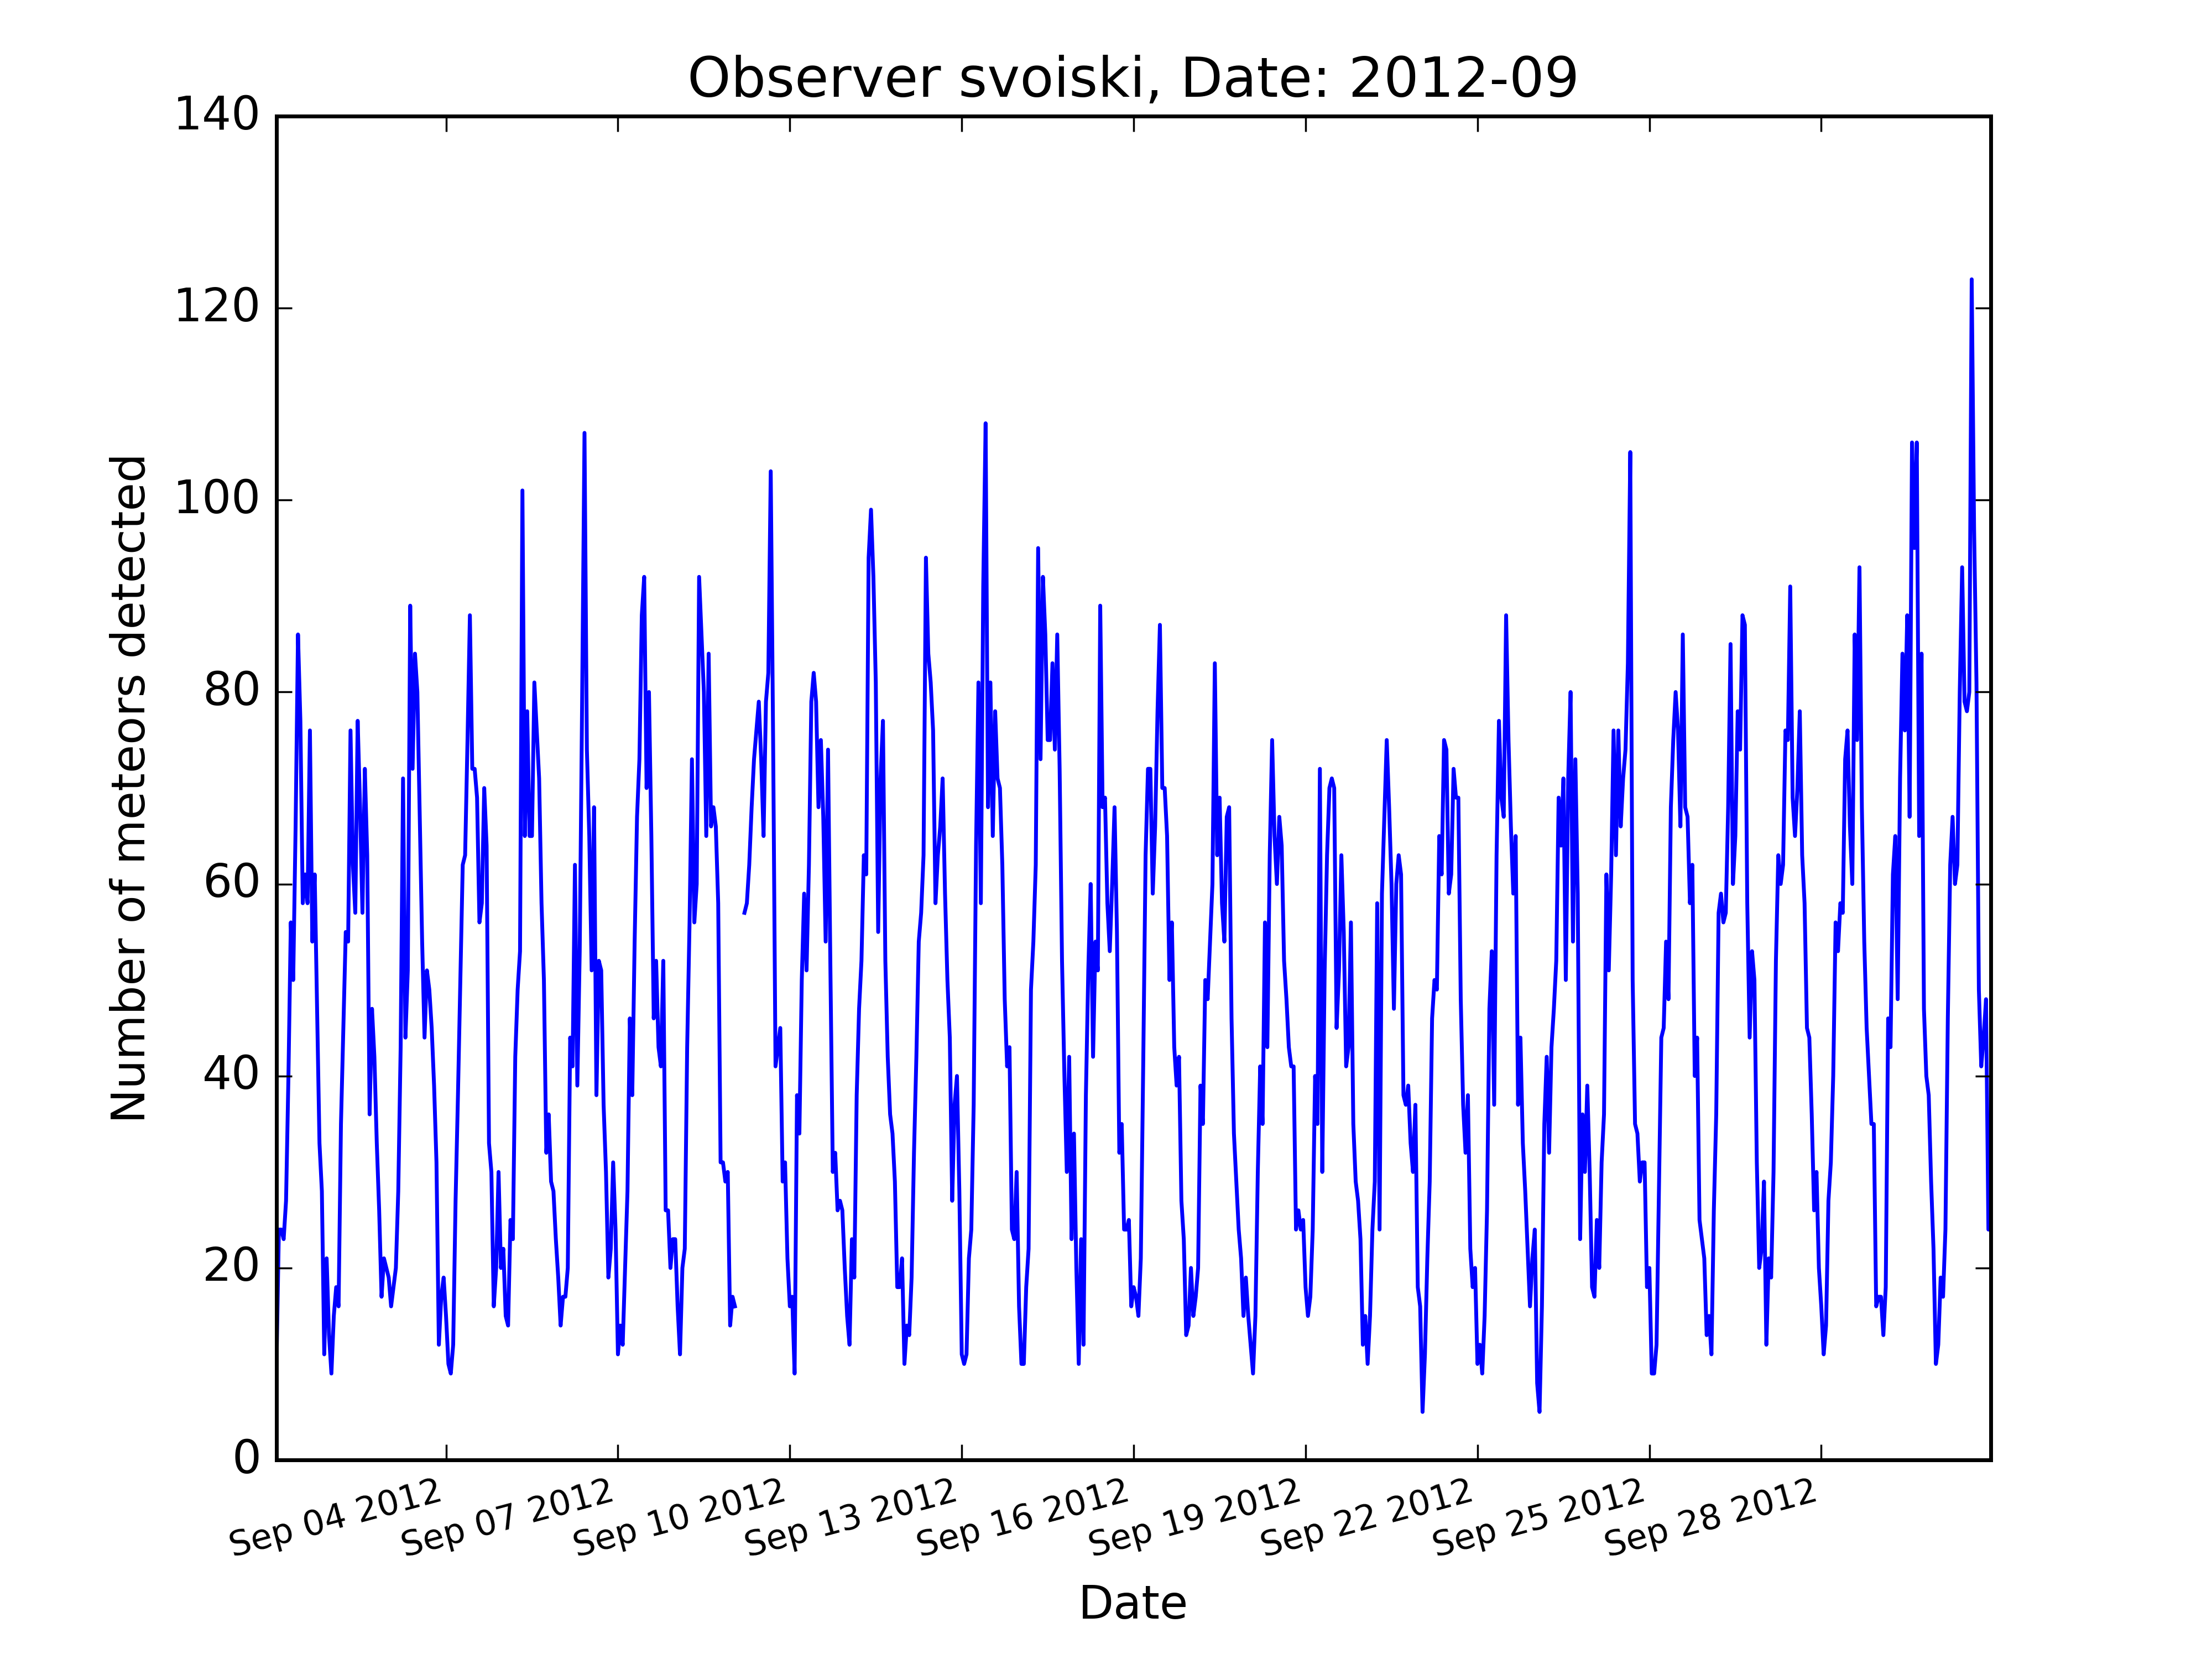 Observer svoiski, Date: 2012-09
Number of meteors detected
140
120
100
80
60
40
20
0
Sep 04 2012
Sep 07 2012
Sep 10 2012
Sep 13 2012
Sep 16 2012
Sep 19 2012
Sep 22 2012
Sep 25 2012
Sep 28 2012
Date